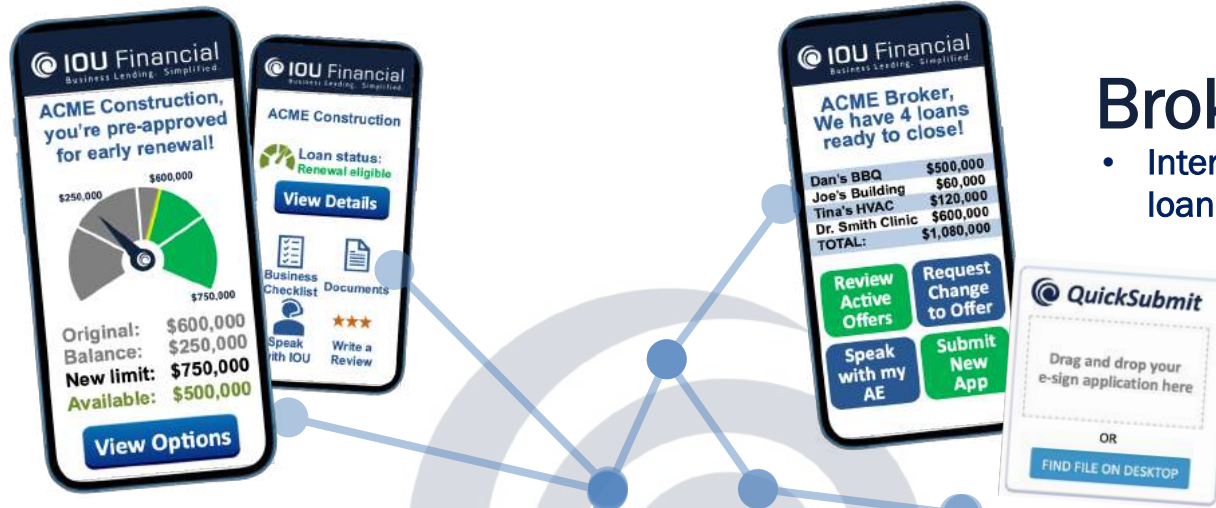 IOU Financial
Business Lending. Simplified.
ACME Construction,
you're pre-approved
for early renewal!
$250,000
$600,000
$750,000
Original: $600,000
Balance: $250,000
New limit: $750,000
Available: $500,000
View Options
IOU Financial
Business Lending. Simplified.
ACME Construction
Loan status:
Renewal eligible
View Details
Business
Checklist
Documents
Speak
with IOU
Write a
Review
IOU Financial
Business Lending. Simplified.
ACME Broker,
We have 4 loans
ready to close!
Dan's BBQ $500,000
Joe's Building $60,000
Tina's HVAC $120,000
Dr. Smith Clinic $600,000
TOTAL: $1,080,000
Review
Active
Offers
Request
Change
to Offer
Speak
with my
AE
Submit
New
App
Brok
• Inter
loan
QuickSubmit
Drag and drop your
e-sign application here
OR
FIND FILE ON DESKTOP